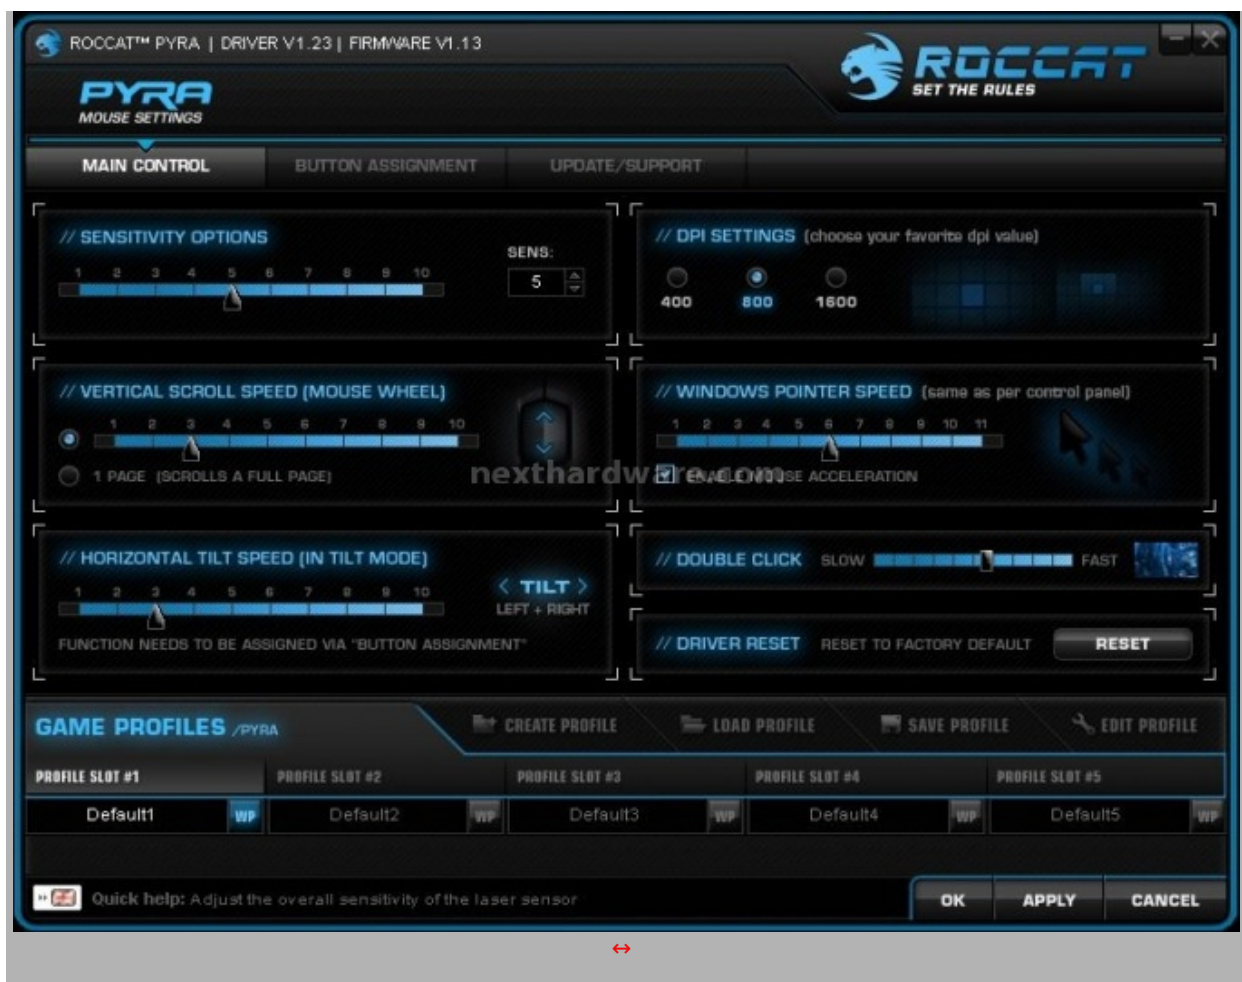 ROCCAT™ PYRA | DRIVER V1.23 | FIRMWARE V1.13
ROCCAT
SET THE RULES
PYRA
MOUSE SETTINGS
MAIN CONTROL BUTTON ASSIGNMENT UPDATE/SUPPORT
// SENSITIVITY OPTIONS
1 2 3 4 5 6 7 8 9 10
SENS:
5
// DPI SETTINGS (choose your favorite dpi value)
400 800 1600
// VERTICAL SCROLL SPEED (MOUSE WHEEL)
1 2 3 4 5 6 7 8 9 10
1 PAGE (SCROLLS A FULL PAGE)
// WINDOWS POINTER SPEED (same as per control panel)
1 2 3 4 5 6 7 8 9 10 11
ENABLE MOUSE ACCELERATION
nexthardware.com
// HORIZONTAL TILT SPEED (IN TILT MODE)
1 2 3 4 5 6 7 8 9 10
< TILT >
LEFT + RIGHT
FUNCTION NEEDS TO BE ASSIGNED VIA "BUTTON ASSIGNMENT"
// DOUBLE CLICK SLOW FAST
// DRIVER RESET RESET TO FACTORY DEFAULT RESET
GAME PROFILES /PYRA
CREATE PROFILE LOAD PROFILE SAVE PROFILE EDIT PROFILE
PROFILE SLOT #1 PROFILE SLOT #2 PROFILE SLOT #3 PROFILE SLOT #4 PROFILE SLOT #5
Default1 WP Default2 WP Default3 WP Default4 WP Default5 WP
Quick help: Adjust the overall sensitivity of the laser sensor
OK APPLY CANCEL